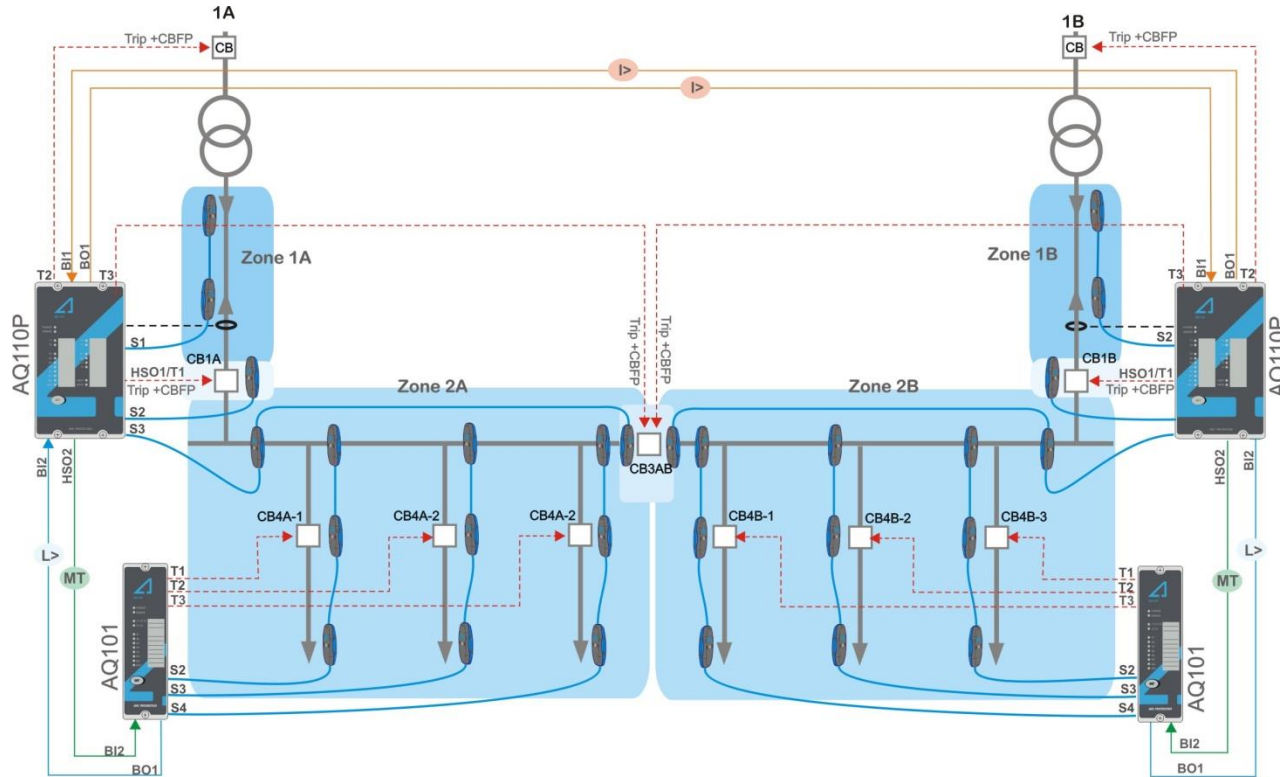 1A
1B
Trip +CBFP
CB
CB
Trip +CBFP
I>
I>
Zone 1A
Zone 1B
T2
BI1
BO1
T3
T3
BI1
BO1
T2
AQ110P
AQ110P
S1
S2
Trip +CBFP
Trip +CBFP
CB1A
CB1B
HSO1/T1
Trip +CBFP
HSO1/T1
Trip +CBFP
Zone 2A
Zone 2B
S2
S3
CB3AB
BI2
HSO2
HSO2
BI2
CB4A-1
CB4A-2
CB4A-2
CB4B-1
CB4B-2
CB4B-3
L>
MT
L>
MT
T1
T2
T3
T1
T2
T3
AQ101
AQ101
S2
S3
S4
S2
S3
S4
BI2
BO1
BI2
BO1